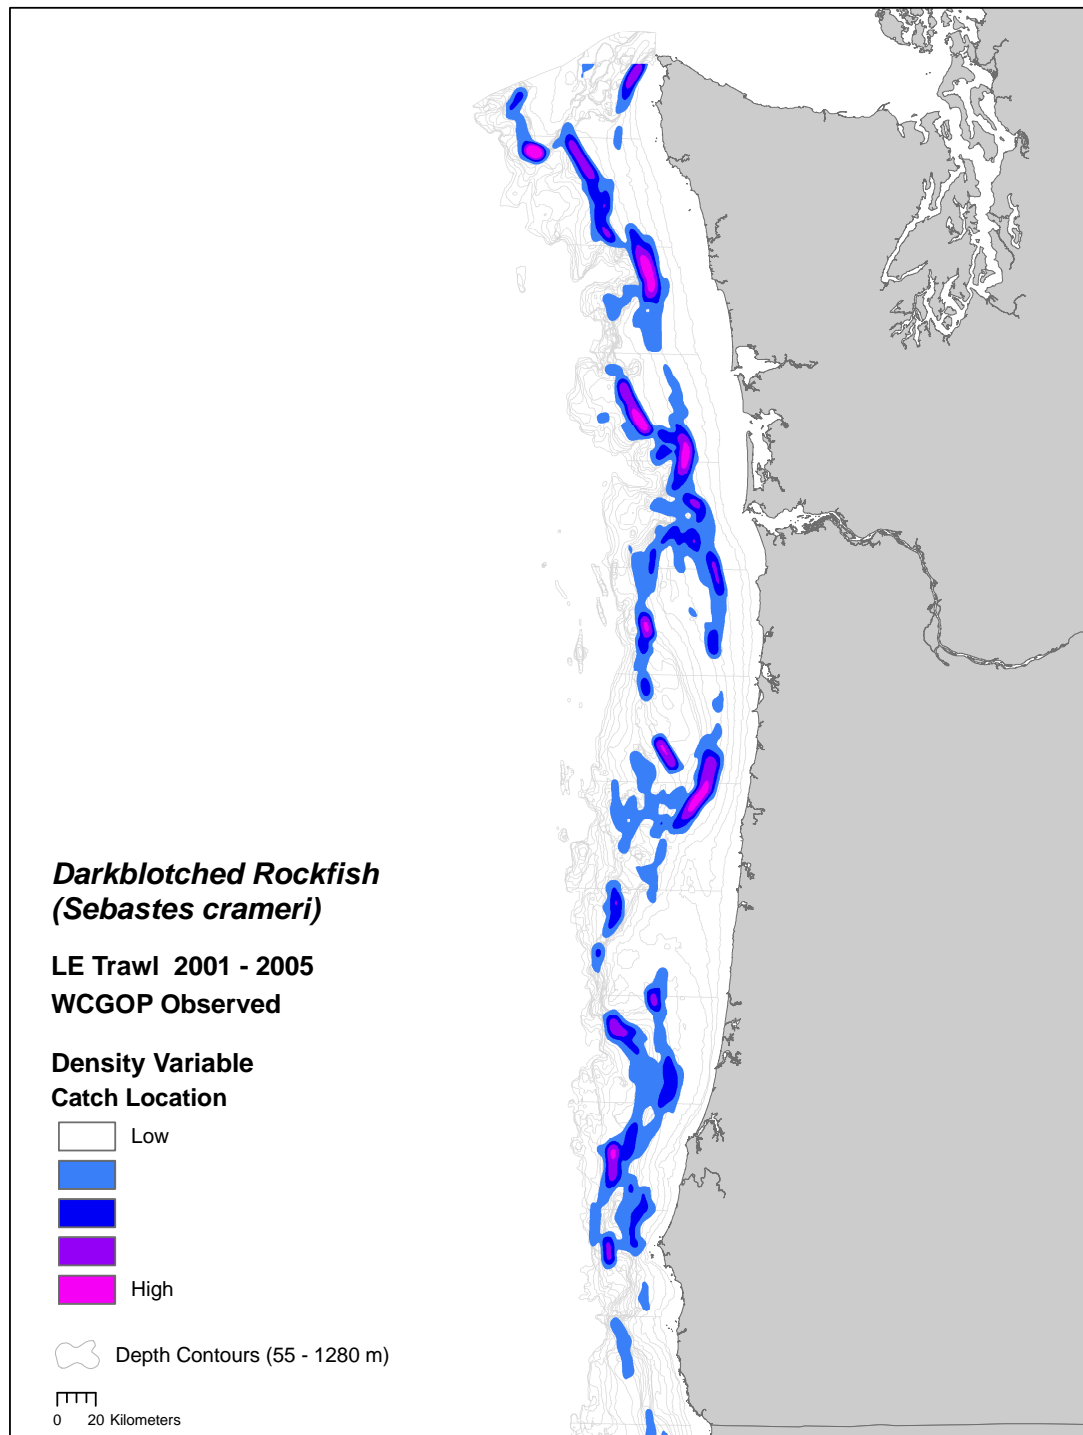 Darkblotched Rockfish
(Sebastes crameri)
LE Trawl 2001 - 2005
WCGOP Observed
Density Variable
Catch Location
Low
High
Depth Contours (55 - 1280 m)
0 20 Kilometers